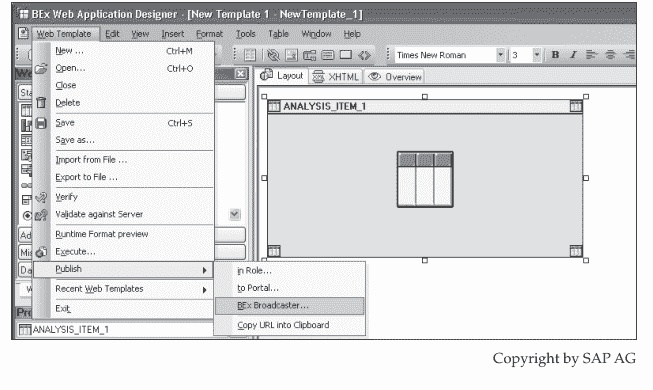 BEx Web Application Designer - [New Template 1 - NewTemplate_1]
Web Template Edit View Insert Format Tools Table Window Help
New ... Ctrl+M
Times New Roman 3 B I
Open... Ctrl+O
Layout XHTML Overview
Close
Delete
ANALYSIS_ITEM_1
Save Ctrl+S
Save as...
Import from File ...
Export to File ...
Verify
Validate against Server
Runtime Format preview
Execute...
Publish
in Role...
Recent Web Templates
to Portal...
Exit
BEx Broadcaster...
Copy URL into Clipboard
ANALYSIS_ITEM_1
Copyright by SAP AG